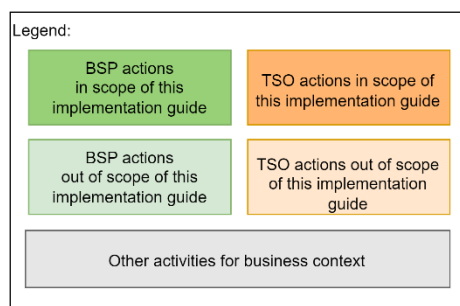 Legend:
BSP actions
in scope of this
implementation guide
TSO actions in scope of
this implementation guide
BSP actions
out of scope of this
implementation guide
TSO actions out of scope
of this implementation
guide
Other activities for business context